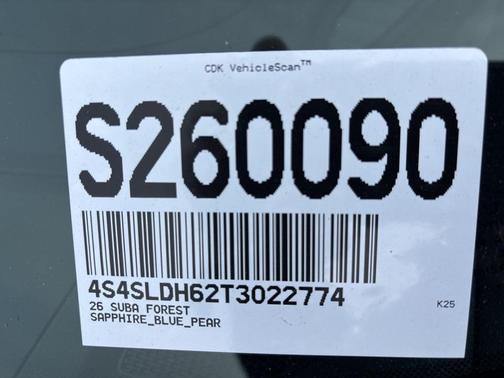 CDK VehicleScan™
S260090
4S4SLDH62T3022774
26 SUBA FOREST
SAPPHIRE_BLUE_PEAR
K25